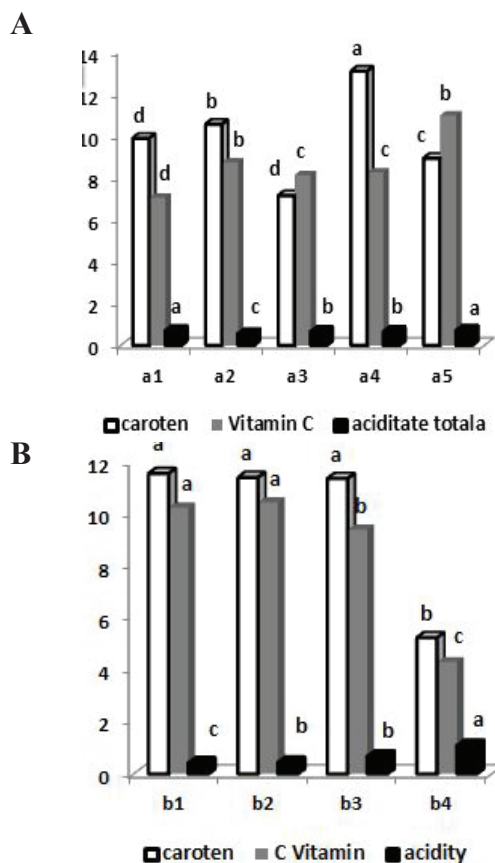 A
14
a
12
b
b
d
10
b
c
d
c
c
8
d
6
4
2
a
c
b
b
a
0
a1 a2 a3 a4 a5
caroten Vitamin C aciditate totala
B
a a a
12
a a
b
10
8
6
b
c
4
2
c b b a
0
b1 b2 b3 b4
caroten C Vitamin acidity